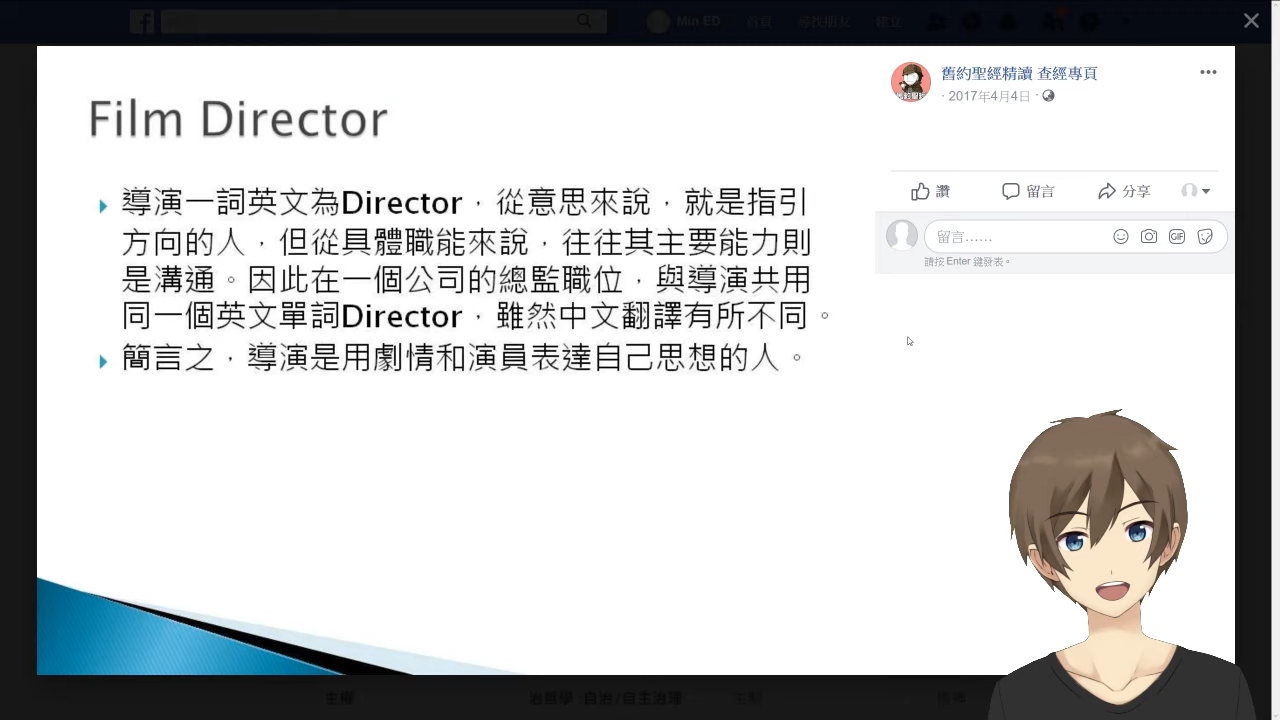 Min ED
尋找朋友
建立
Film Director
導演一詞英文為Director，從意思來說，就是指引
方向的人，但從具體職能來說，往往其主要能力則
是溝通。因此在一個公司的總監職位，與導演共用
同一個英文單詞Director，雖然中文翻譯有所不同。
簡言之，導演是用劇情和演員表達自己思想的人。
舊約聖經精讀 查經專頁
· 2017年4月4日 ·
讚
留言
分享
留言……
GIF
請按 Enter 鍵發表。
主權